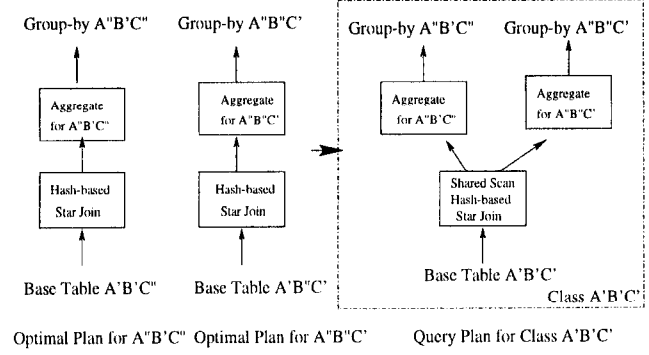 Group-by A"B'C"
Group-by A"B"C'
Group-by A"B'C"
Group-by A"B"C'
Aggregate
for A"B'C"
Aggregate
for A"B"C'
Aggregate
for A"B'C"
Aggregate
for A"B"C'
Hash-based
Star Join
Hash-based
Star Join
Shared Scan
Hash-based
Star Join
Base Table A'B'C"
Base Table A'B"C'
Base Table A'B'C'
Class A'B'C'
Optimal Plan for A"B'C"
Optimal Plan for A"B"C'
Query Plan for Class A'B'C'